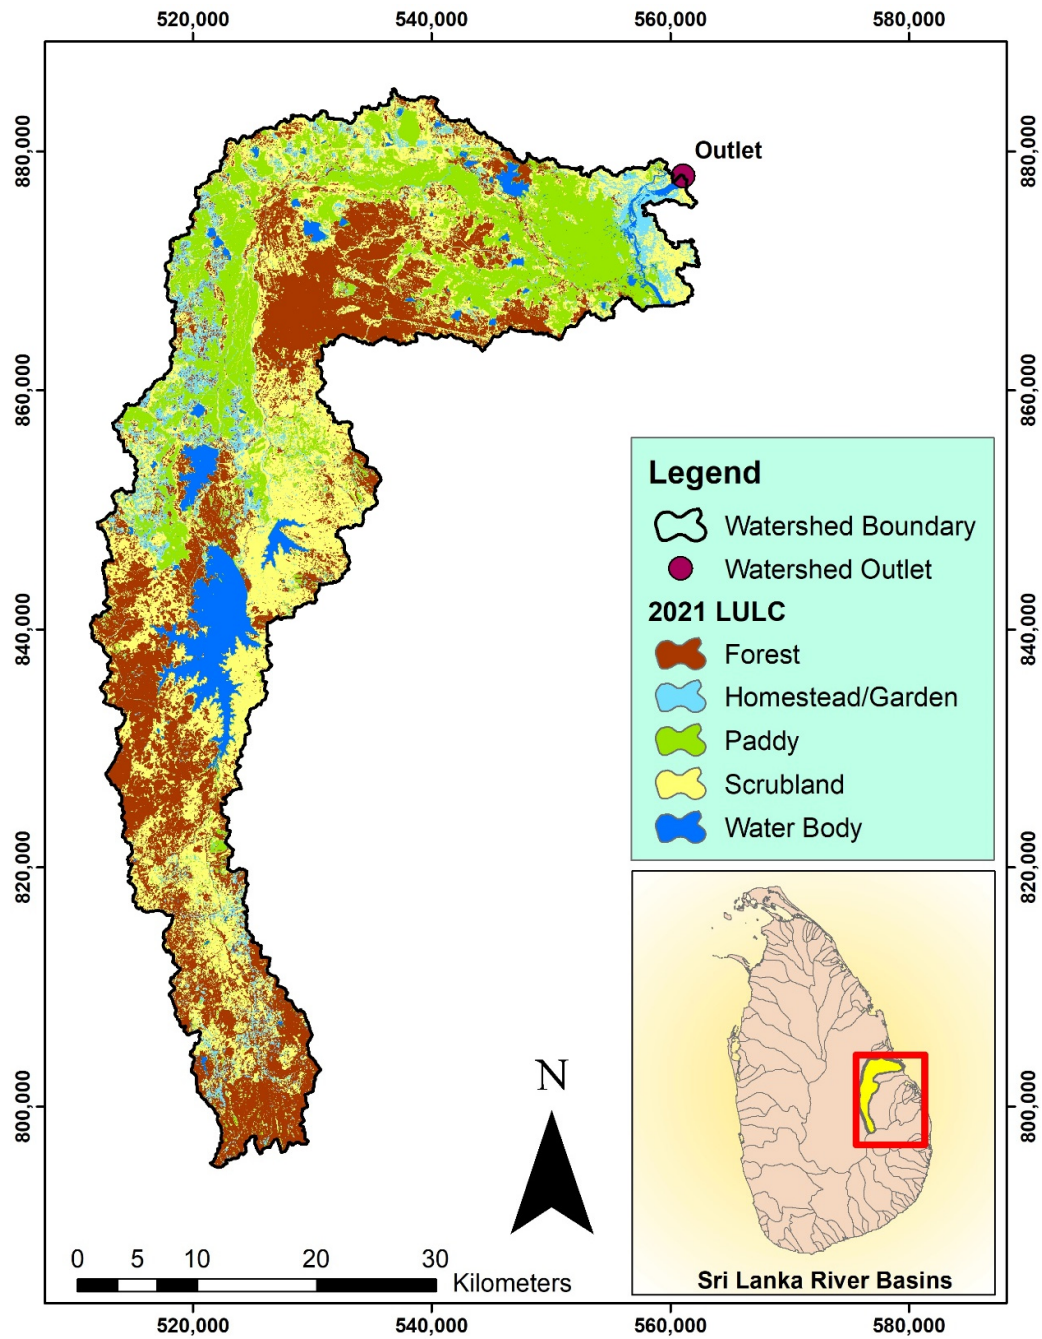 520,000 540,000 560,000 580,000
880,000
860,000
840,000
820,000
800,000
880,000
860,000
840,000
820,000
800,000
Outlet
Legend
Watershed Boundary
Watershed Outlet
2021 LULC
Forest
Homestead/Garden
Paddy
Scrubland
Water Body
N
0 5 10 20 30
Kilometers
Sri Lanka River Basins
520,000 540,000 560,000 580,000